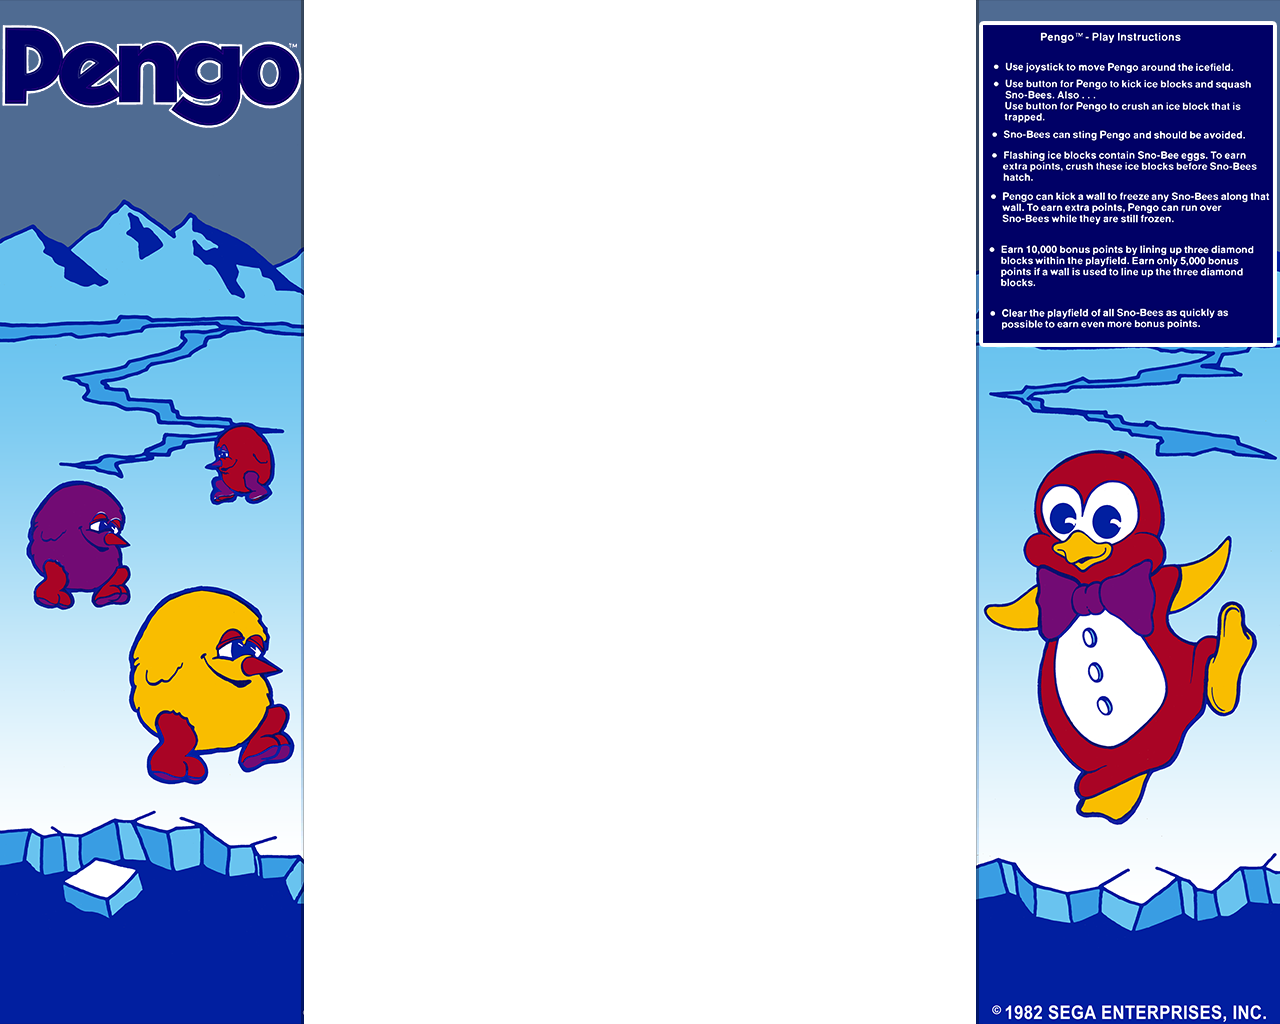 Pengo™
Pengo™ - Play Instructions
• Use joystick to move Pengo around the icefield.
• Use button for Pengo to kick ice blocks and squash
Sno-Bees. Also . . .
Use button for Pengo to crush an ice block that is
trapped.
• Sno-Bees can sting Pengo and should be avoided.
• Flashing ice blocks contain Sno-Bee eggs. To earn
extra points, crush these ice blocks before Sno-Bees
hatch.
• Pengo can kick a wall to freeze any Sno-Bees along that
wall. To earn extra points, Pengo can run over
Sno-Bees while they are still frozen.
• Earn 10,000 bonus points by lining up three diamond
blocks within the playfield. Earn only 5,000 bonus
points if a wall is used to line up the three diamond
blocks.
• Clear the playfield of all Sno-Bees as quickly as
possible to earn even more bonus points.
© 1982 SEGA ENTERPRISES, INC.